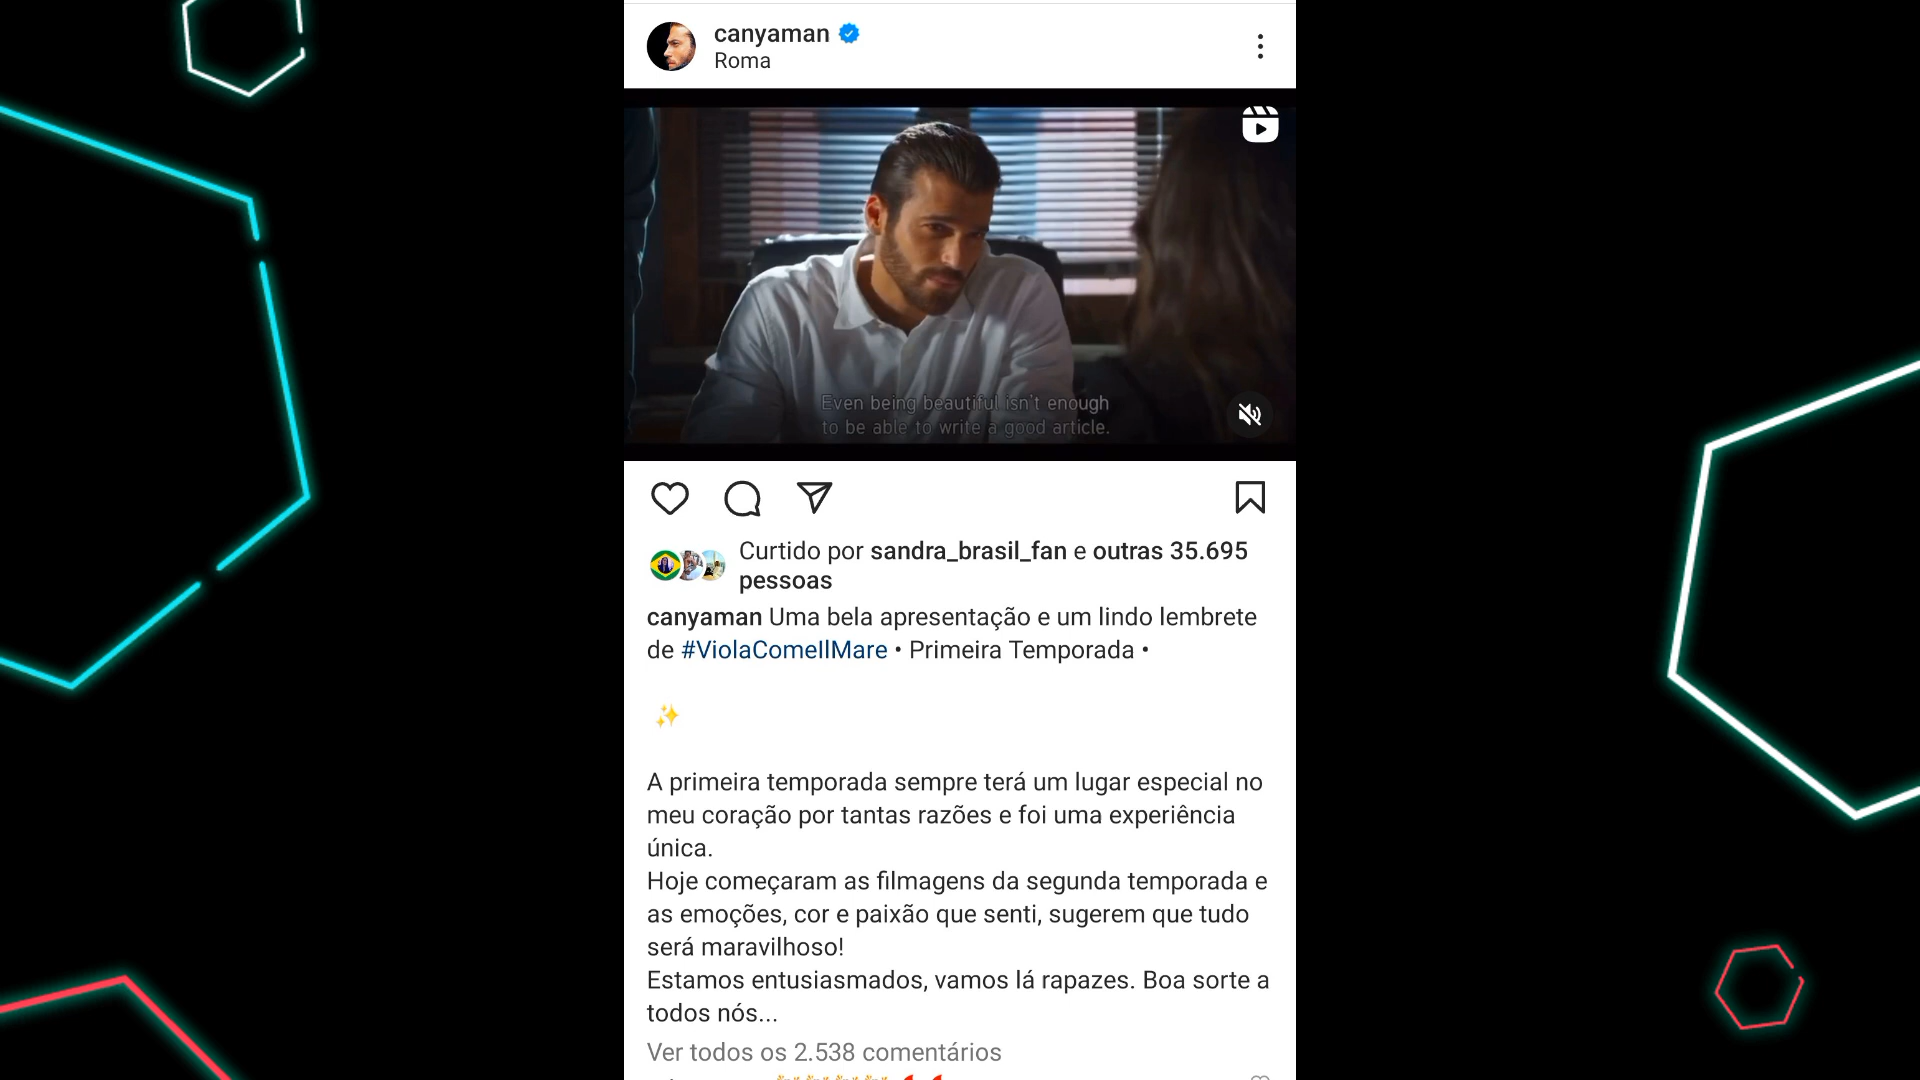 canyaman
Roma
Even being beautiful isn't enough
to be able to write a good article.
Curtido por sandra_brasil_fan e outras 35.695
pessoas
canyaman Uma bela apresentação e um lindo lembrete
de #ViolaComeIlMare • Primeira Temporada •
✨
A primeira temporada sempre terá um lugar especial no
meu coração por tantas razões e foi uma experiência
única.
Hoje começaram as filmagens da segunda temporada e
as emoções, cor e paixão que senti, sugerem que tudo
será maravilhoso!
Estamos entusiasmados, vamos lá rapazes. Boa sorte a
todos nós...
Ver todos os 2.538 comentários